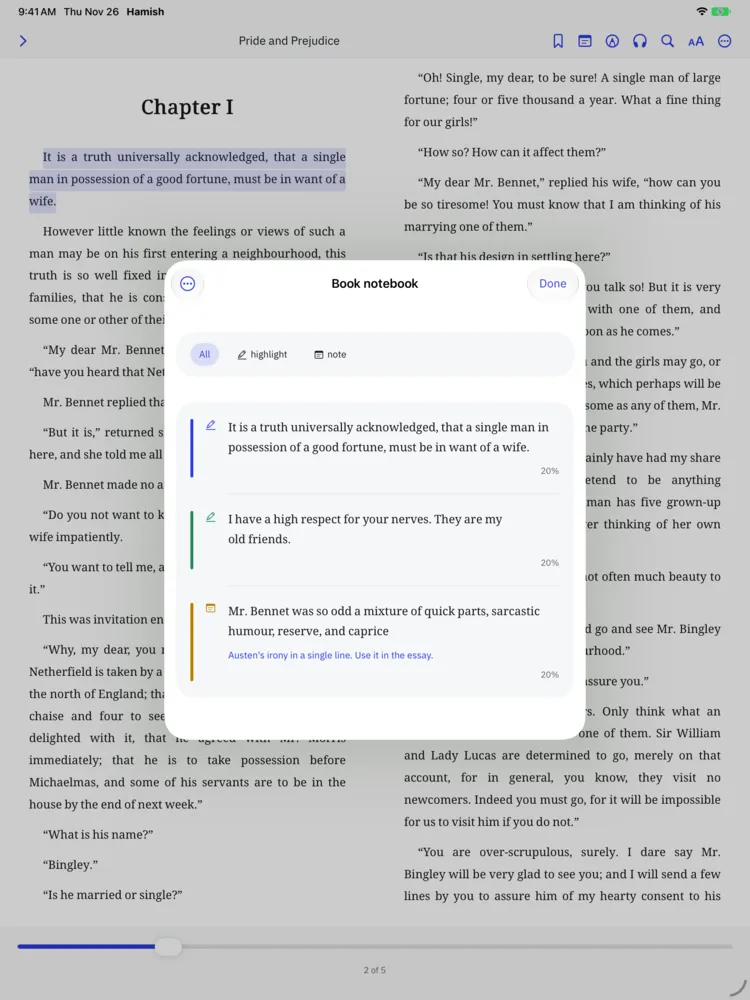 9:41 AM Thu Nov 26 Hamish
Pride and Prejudice
AA
Chapter I
It is a truth universally acknowledged, that a single
man in possession of a good fortune, must be in want of a
wife.
However little known the feelings or views of such a
man may be on his first entering a neighbourhood, this
truth is so well fixed in
families, that he is
some one or other of
“My dear Mr. Bennet
“have you heard that
Mr. Bennet replied
“But it is,” returned
here, and she told me all
Mr. Bennet made no
“Do you not want to
wife impatiently.
“You want to tell me,
it.”
This was invitation
“Why, my dear, you
Netherfield is taken by a
the north of England;
chaise and four to see
delighted with it, that he agreed with Mr. Morris
immediately; that he is to take possession before
Michaelmas, and some of his servants are to be in the
house by the end of next week.”
“What is his name?”
“Bingley.”
“Is he married or single?”
“Oh! Single, my dear, to be sure! A single man of large
fortune; four or five thousand a year. What a fine thing
for our girls!”
“How so? How can it affect them?”
“My dear Mr. Bennet,” replied his wife, “how can you
be so tiresome! You must know that I am thinking of his
marrying one of them.”
“Is that his design in settling here?”
talk so! But it is very
with one of them, and
as he comes.”
and the girls may go, or
which perhaps will be
as any of them, Mr.
party.”
have had my share
to be anything
has five grown-up
thinking of her own
often much beauty to
go and see Mr. Bingley
you.”
Only think what an
one of them. Sir William
and Lady Lucas are determined to go, merely on that
account, for in general, you know, they visit no
newcomers. Indeed you must go, for it will be impossible
for us to visit him if you do not.”
“You are over-scrupulous, surely. I dare say Mr.
Bingley will be very glad to see you; and I will send a few
lines by you to assure him of my hearty consent to his
Book notebook
Done
All
highlight
note
It is a truth universally acknowledged, that a single man in
possession of a good fortune, must be in want of a wife.
20%
I have a high respect for your nerves. They are my
old friends.
20%
Mr. Bennet was so odd a mixture of quick parts, sarcastic
humour, reserve, and caprice
Austen's irony in a single line. Use it in the essay.
20%
2 of 5